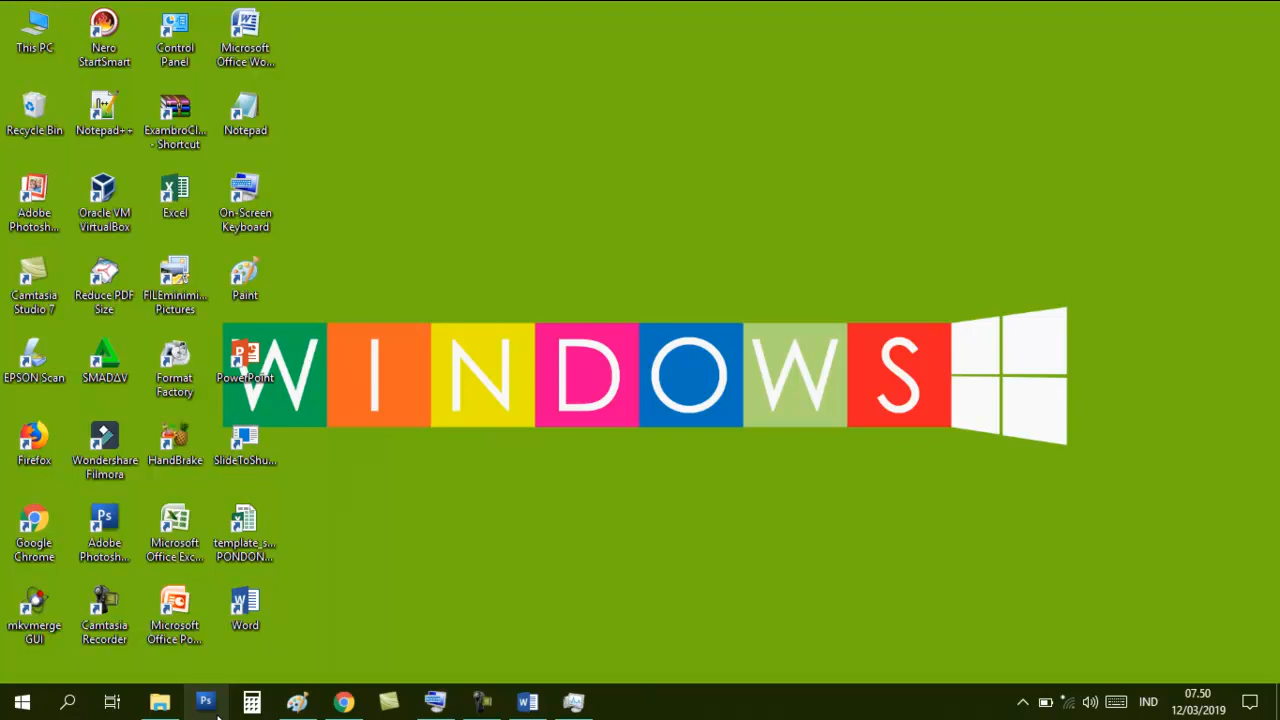 This PC
Nero
StartSmart
Control
Panel
Microsoft
Office Wo...
Recycle Bin
Notepad++
ExambroCl...
- Shortcut
Notepad
Adobe
Photosh...
Oracle VM
VirtualBox
Excel
On-Screen
Keyboard
Camtasia
Studio 7
Reduce PDF
Size
FILEminimi...
Pictures
Paint
EPSON Scan
SMADΔV
Format
Factory
PowerPoint
WINDOWS
Firefox
Wondershare
Filmora
HandBrake
SlideToShu...
Google
Chrome
Adobe
Photosh...
Microsoft
Office Exc...
template_s...
PONDON...
mkvmerge
GUI
Camtasia
Recorder
Microsoft
Office Po...
Word
IND
07.50
12/03/2019